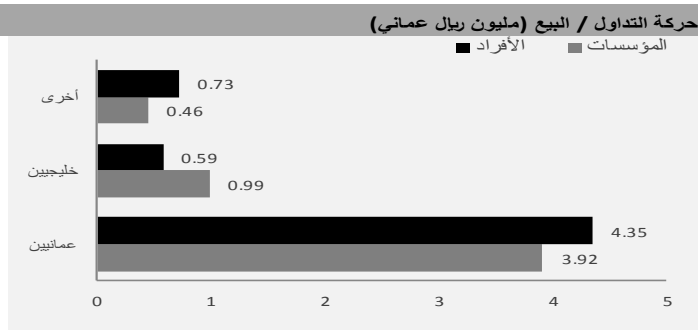 حركة التداول / البيع (مليون ريال عماني)
الأفراد المؤسسات
أخرى
0.73
0.46
خليجيين
0.59
0.99
عمانيين
4.35
3.92
0 1 2 3 4 5